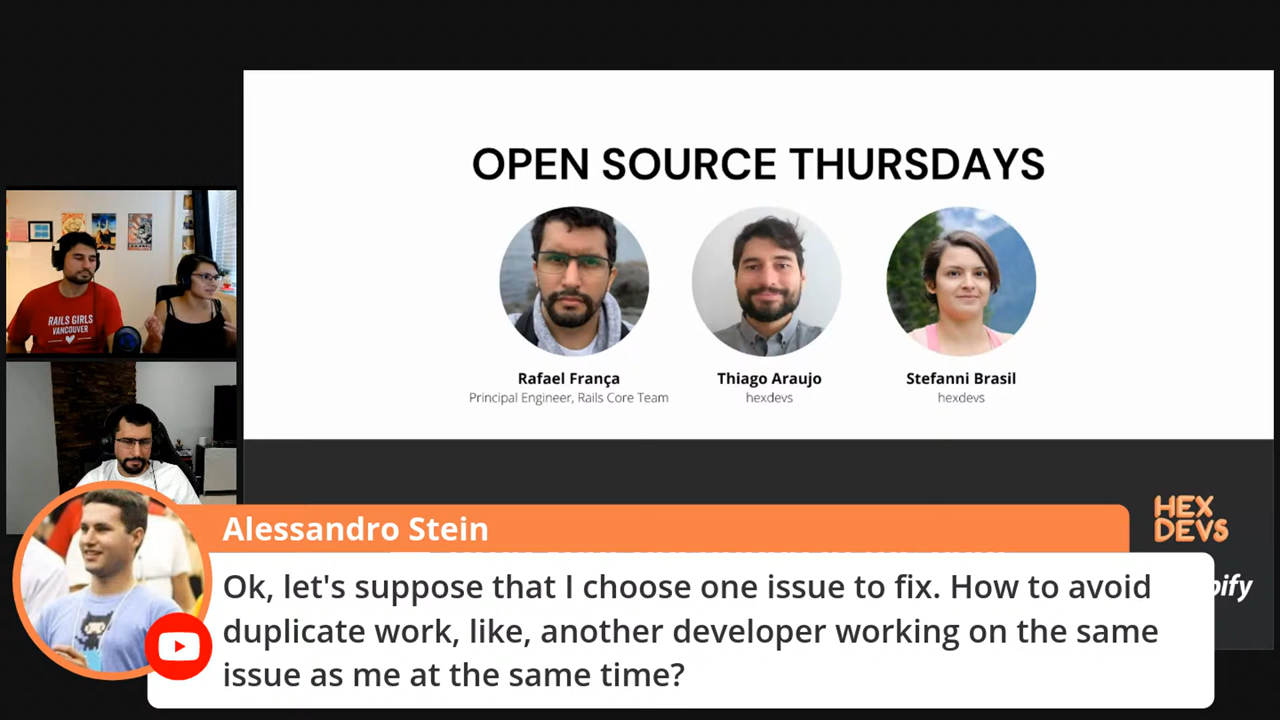 OPEN SOURCE THURSDAYS
RAILS GIRLS
VANCOUVER
Rafael França
Thiago Araujo
Stefanni Brasil
Principal Engineer, Rails Core Team
hexdevs
hexdevs
HEX
DEVS
Alessandro Stein
Ok, let's suppose that I choose one issue to fix. How to avoid
duplicate work, like, another developer working on the same
issue as me at the same time?